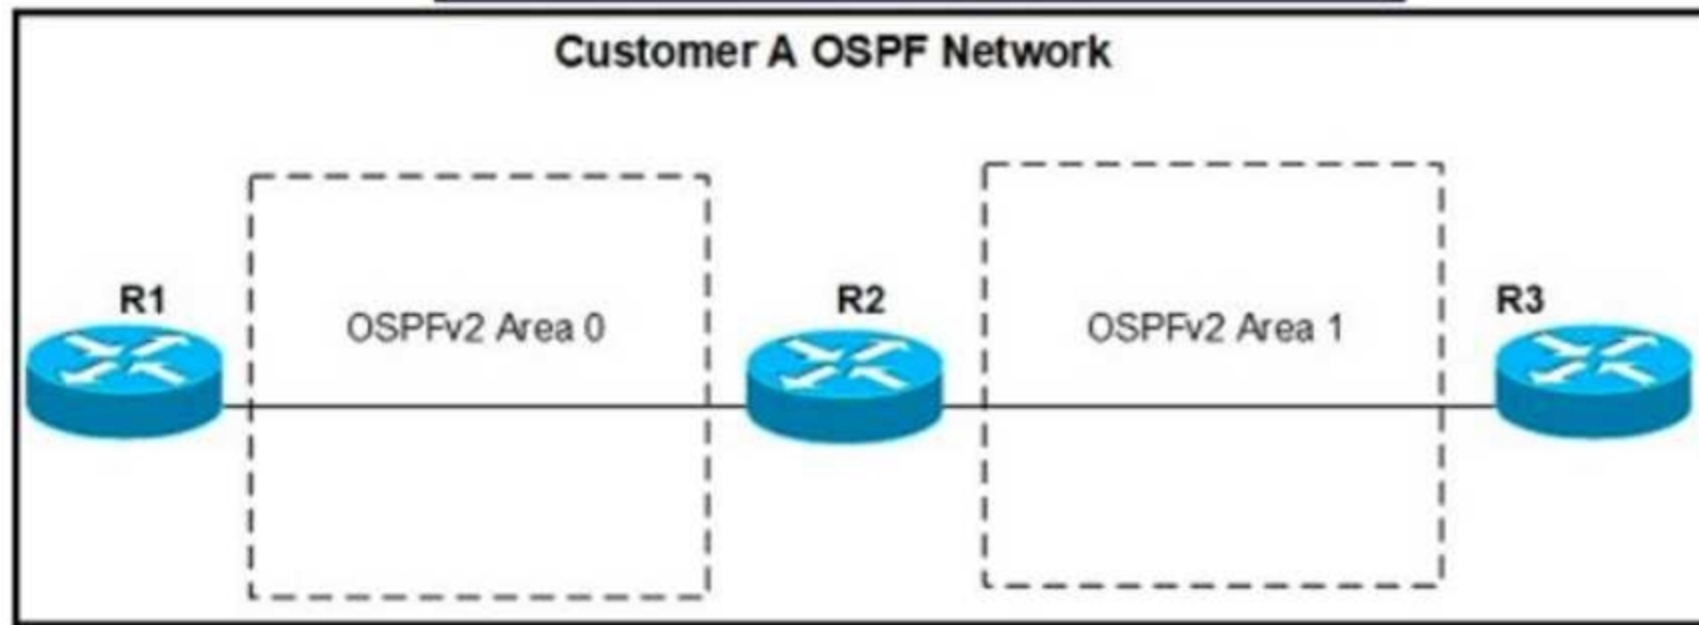 Customer A OSPF Network
R1
OSPFv2 Area 0
R2
OSPFv2 Area 1
R3